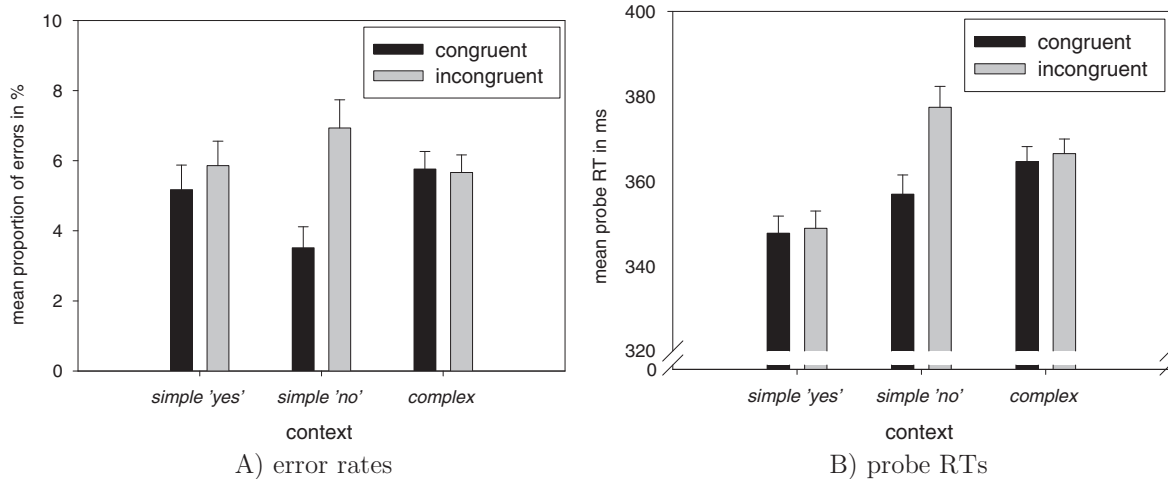 10
8
6
4
2
0
mean proportion of errors in %
congruent
incongruent
simple 'yes'
simple 'no'
complex
context
A) error rates
400
380
360
340
320
0
mean probe RT in ms
congruent
incongruent
simple 'yes'
simple 'no'
complex
context
B) probe RTs